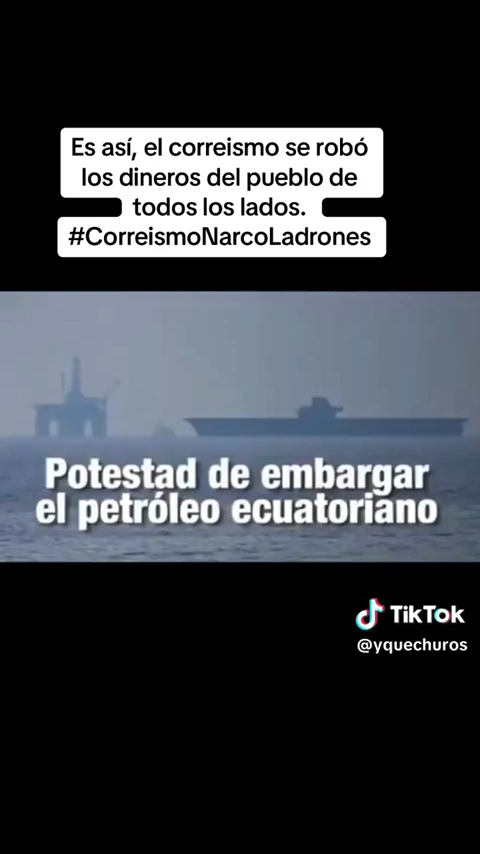 Es así, el correismo se robó
los dineros del pueblo de
todos los lados.
#CorreismoNarcoLadrones
Potestad de embargar
el petróleo ecuatoriano
TikTok
@yquechuros